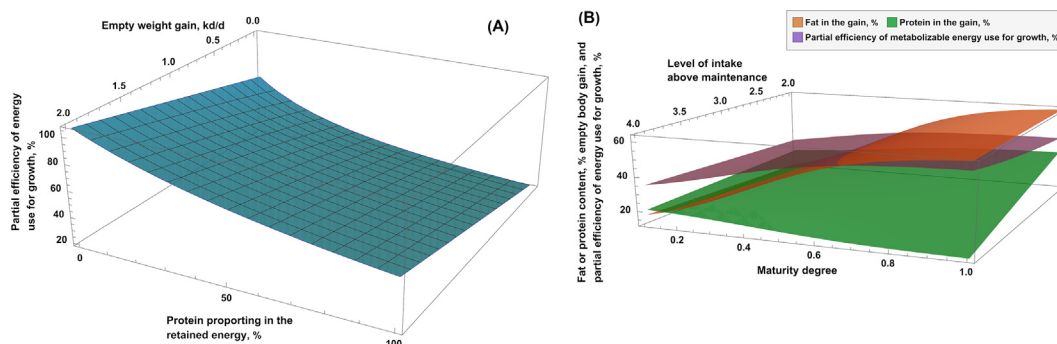 (A)
Empty weight gain, kd/d
0.0
0.5
1.0
1.5
2.0
Partial efficiency of energy
use for growth, %
100
80
60
40
20
0
50
100
Protein proporting in the
retained energy, %
(B)
Fat in the gain, %
Protein in the gain, %
Partial efficiency of metabolizable energy use for growth, %
Level of intake
above maintenance
2.0
2.5
3.0
3.5
4.0
Fat or protein content, % empty body gain, and
partial efficiency of energy use for growth, %
60
40
20
0.2
0.4
0.6
0.8
1.0
Maturity degree